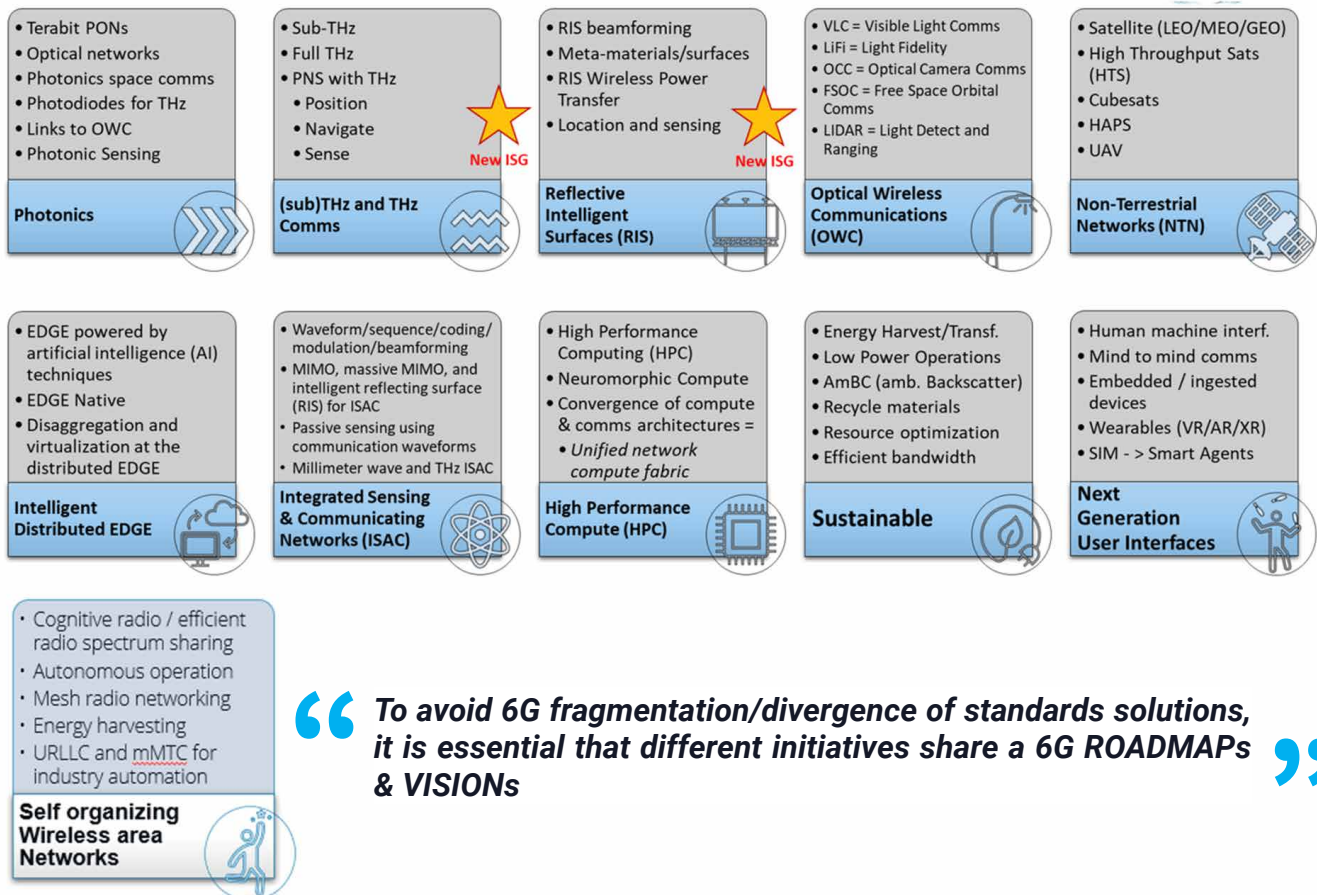 • Terabit PONs
• Optical networks
• Photonics space comms
• Photodiodes for THz
• Links to OWC
• Photonic Sensing
Photonics
• Sub-THz
• Full THz
• PNS with THz
• Position
• Navigate
• Sense
New ISG
(sub)THz and THz
Comms
• RIS beamforming
• Meta-materials/surfaces
• RIS Wireless Power
Transfer
• Location and sensing
New ISG
Reflective
Intelligent
Surfaces (RIS)
• VLC = Visible Light Comms
• LiFi = Light Fidelity
• OCC = Optical Camera Comms
• FSOC = Free Space Orbital
Comms
• LIDAR = Light Detect and
Ranging
Optical Wireless
Communications
(OWC)
• Satellite (LEO/MEO/GEO)
• High Throughput Sats
(HTS)
• Cubesats
• HAPS
• UAV
Non-Terrestrial
Networks (NTN)
• EDGE powered by
artificial intelligence (AI)
techniques
• EDGE Native
• Disaggregation and
virtualization at the
distributed EDGE
Intelligent
Distributed EDGE
• Waveform/sequence/coding/
modulation/beamforming
• MIMO, massive MIMO, and
intelligent reflecting surface
(RIS) for ISAC
• Passive sensing using
communication waveforms
• Millimeter wave and THz ISAC
Integrated Sensing
& Communicating
Networks (ISAC)
• High Performance
Computing (HPC)
• Neuromorphic Compute
• Convergence of compute
& comms architectures =
• Unified network
compute fabric
High Performance
Compute (HPC)
• Energy Harvest/Transf.
• Low Power Operations
• AmBC (amb. Backscatter)
• Recycle materials
• Resource optimization
• Efficient bandwidth
Sustainable
• Human machine interf.
• Mind to mind comms
• Embedded / ingested
devices
• Wearables (VR/AR/XR)
• SIM - > Smart Agents
Next
Generation
User Interfaces
• Cognitive radio / efficient
radio spectrum sharing
• Autonomous operation
• Mesh radio networking
• Energy harvesting
• URLLC and mMTC for
industry automation
Self organizing
Wireless area
Networks
“ To avoid 6G fragmentation/divergence of standards solutions,
it is essential that different initiatives share a 6G ROADMAPs
& VISIONs ”